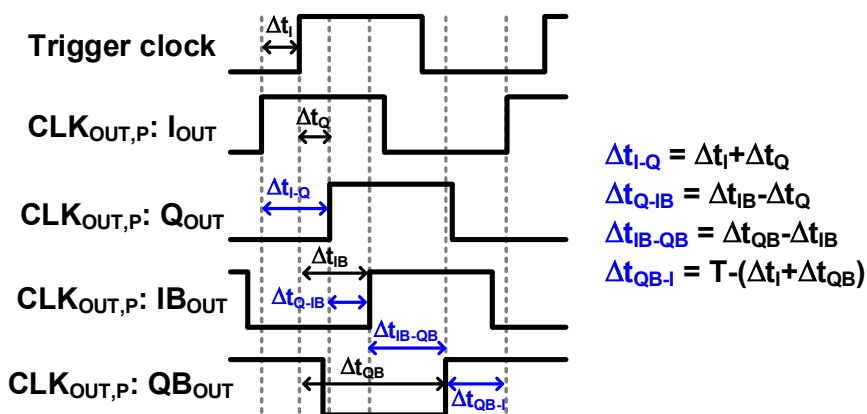 Trigger clock
Δt_I
CLK_OUT,P: I_OUT
Δt_Q
CLK_OUT,P: Q_OUT
Δt_I-Q
Δt_IB
CLK_OUT,P: IB_OUT
Δt_Q-IB
Δt_IB-QB
CLK_OUT,P: QB_OUT
Δt_QB
Δt_QB-I
Δt_I-Q = Δt_I+Δt_Q
Δt_Q-IB = Δt_IB-Δt_Q
Δt_IB-QB = Δt_QB-Δt_IB
Δt_QB-I = T-(Δt_I+Δt_QB)